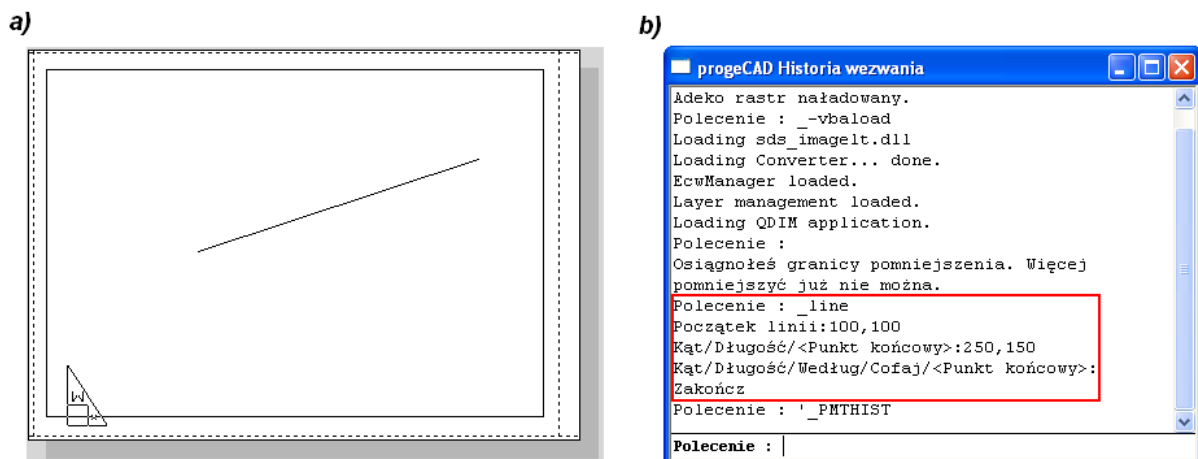 a)
W
b)
progeCAD Historia wezwania
Adeko rastr naładowany.
Polecenie : _-vbaload
Loading sds_imagelt.dll
Loading Converter... done.
EcwManager loaded.
Layer management loaded.
Loading QDIM application.
Polecenie :
Osiągnołeś granicy pomniejszenia. Więcej
pomniejszyć już nie można.
Polecenie : _line
Początek linii:100,100
Kąt/Długość/<Punkt końcowy>:250,150
Kąt/Długość/Według/Cofaj/<Punkt końcowy>:
Zakończ
Polecenie : '_PMTHIST
Polecenie :